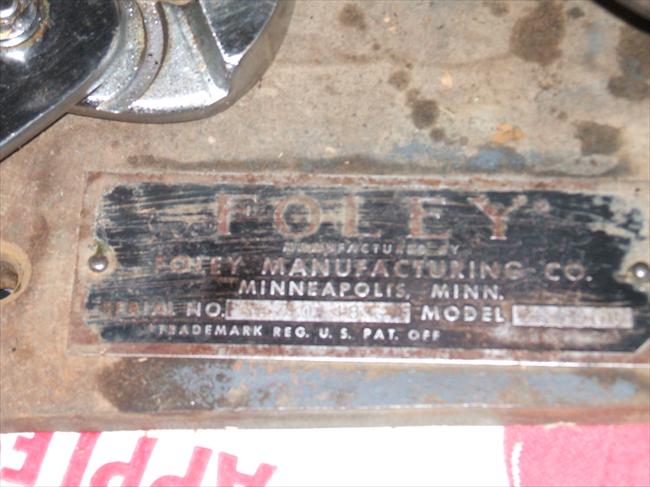 FOLEY
MANUFACTURED BY
FOLEY MANUFACTURING CO.
MINNEAPOLIS, MINN.
SERIAL NO. MODEL
TRADEMARK REG. U. S. PAT. OFF
APPLE